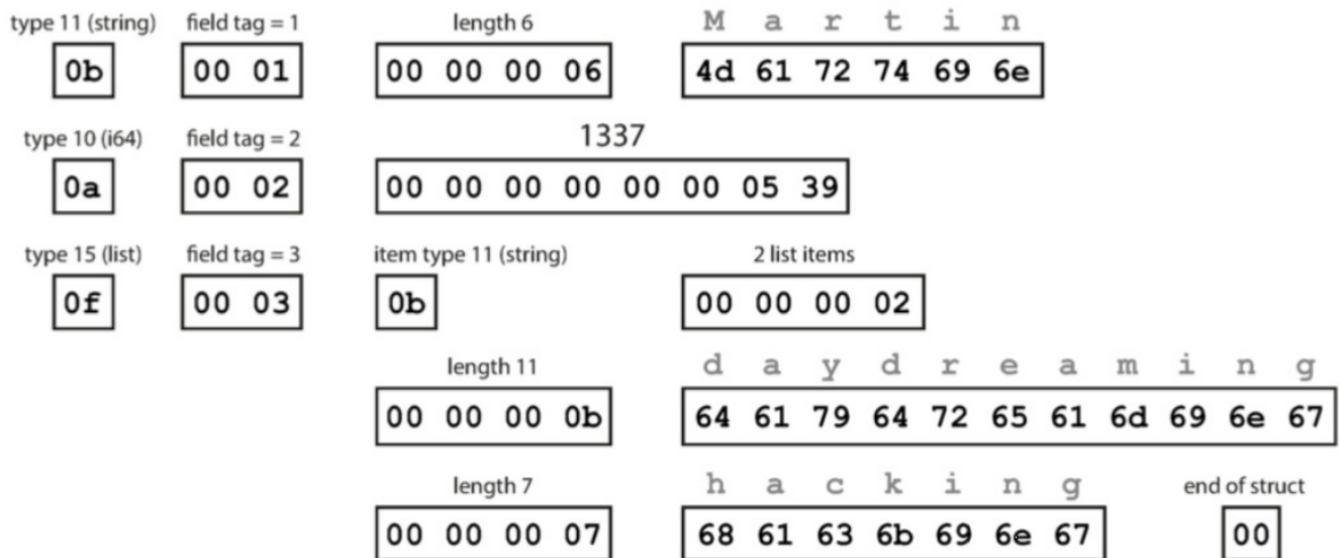 type 11 (string) field tag = 1 length 6 M a r t i n
0b 00 01 00 00 00 06 4d 61 72 74 69 6e
type 10 (i64) field tag = 2 1337
0a 00 02 00 00 00 00 00 00 05 39
type 15 (list) field tag = 3 item type 11 (string) 2 list items
0f 00 03 0b 00 00 00 02
length 11 d a y d r e a m i n g
00 00 00 0b 64 61 79 64 72 65 61 6d 69 6e 67
length 7 h a c k i n g end of struct
00 00 00 07 68 61 63 6b 69 6e 67 00